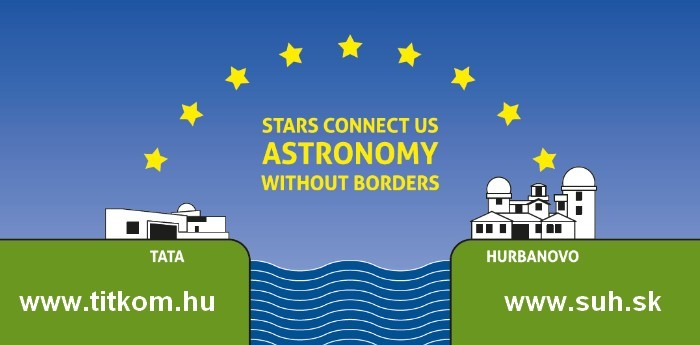 STARS CONNECT US
ASTRONOMY
WITHOUT BORDERS
TATA
HURBANOVO
www.titkom.hu
www.suh.sk